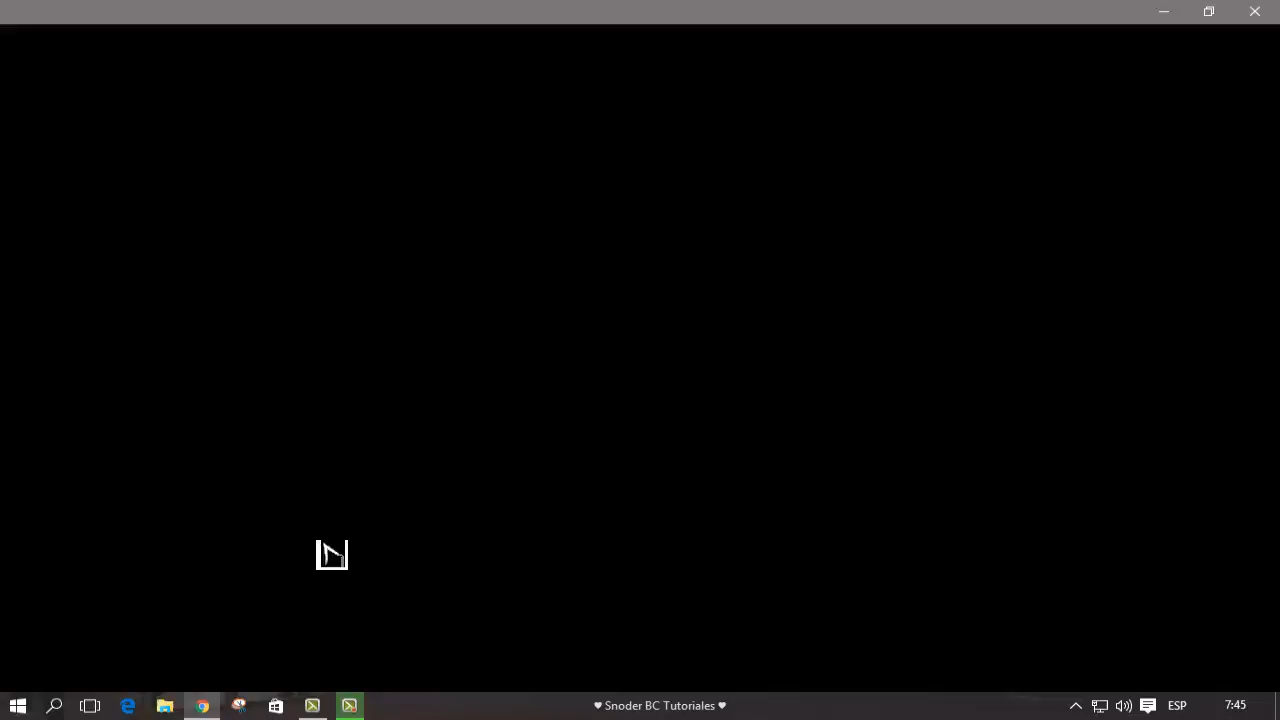 ♥ Snoder BC Tutoriales ♥
ESP
7:45